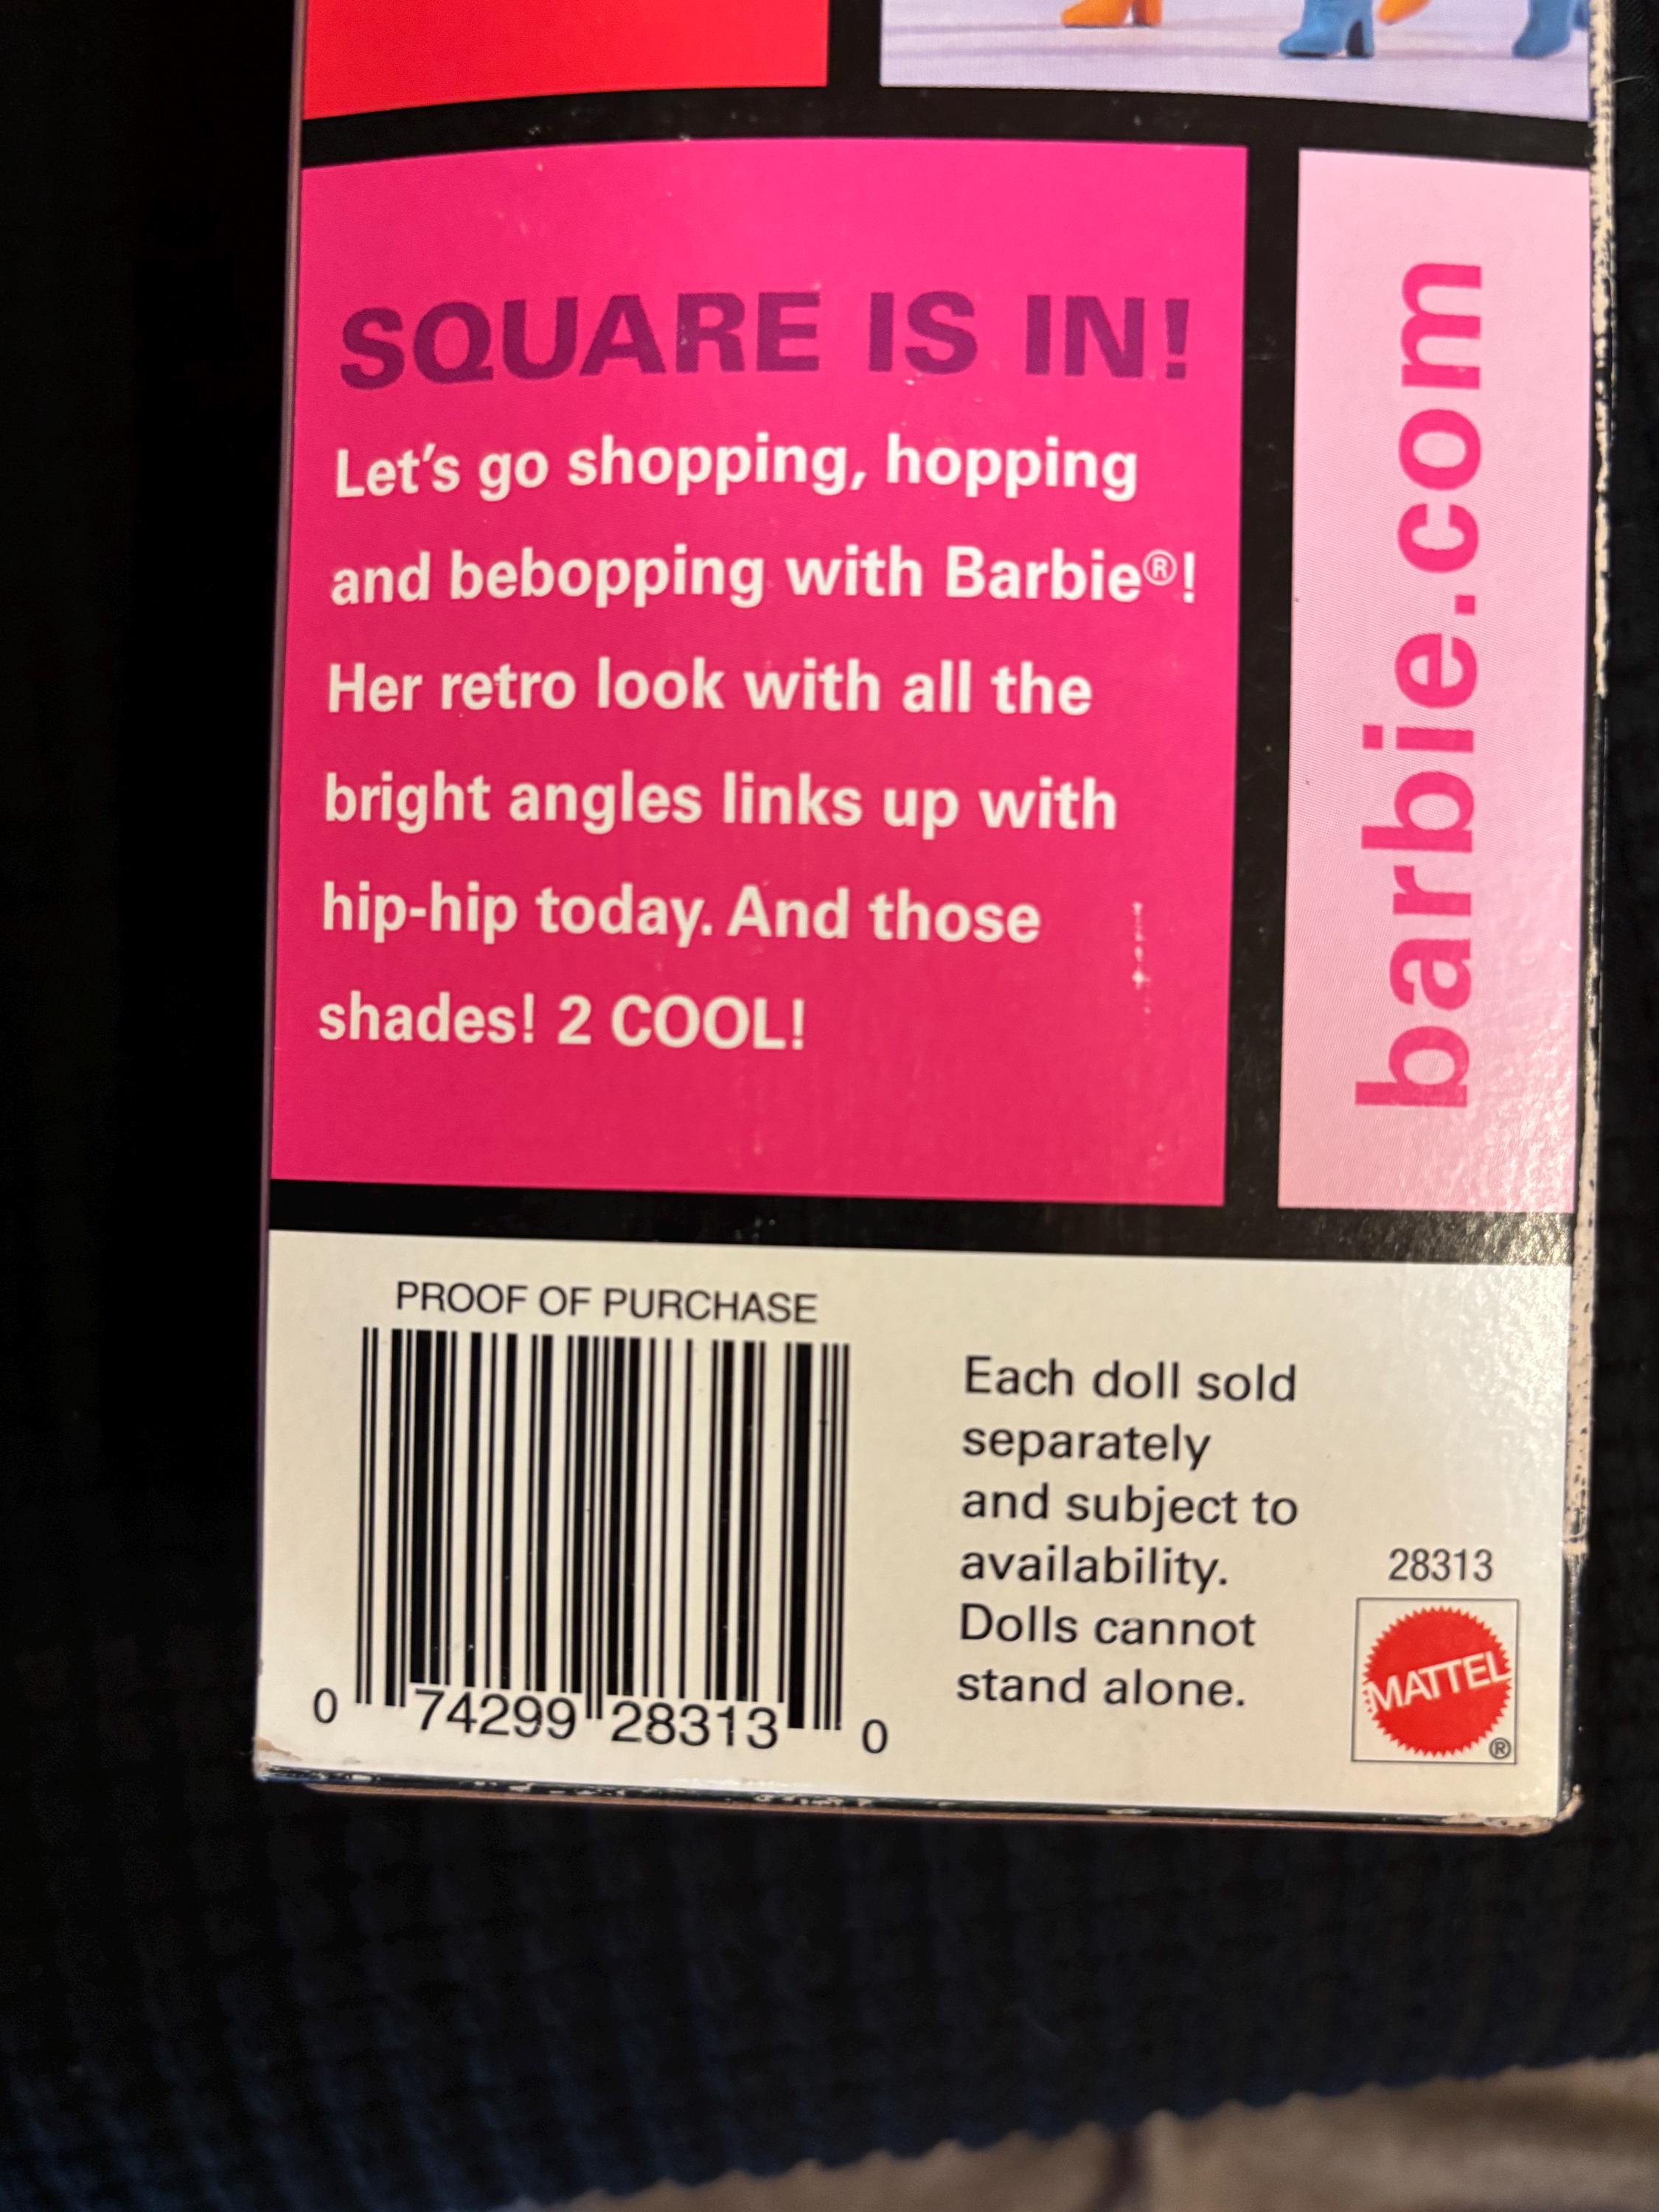 SQUARE IS IN!
Let's go shopping, hopping
and bebopping with Barbie®!
Her retro look with all the
bright angles links up with
hip-hip today. And those
shades! 2 COOL!
barbie.com
PROOF OF PURCHASE
0 74299 28313 0
Each doll sold
separately
and subject to
availability.
Dolls cannot
stand alone.
28313
MATTEL
®